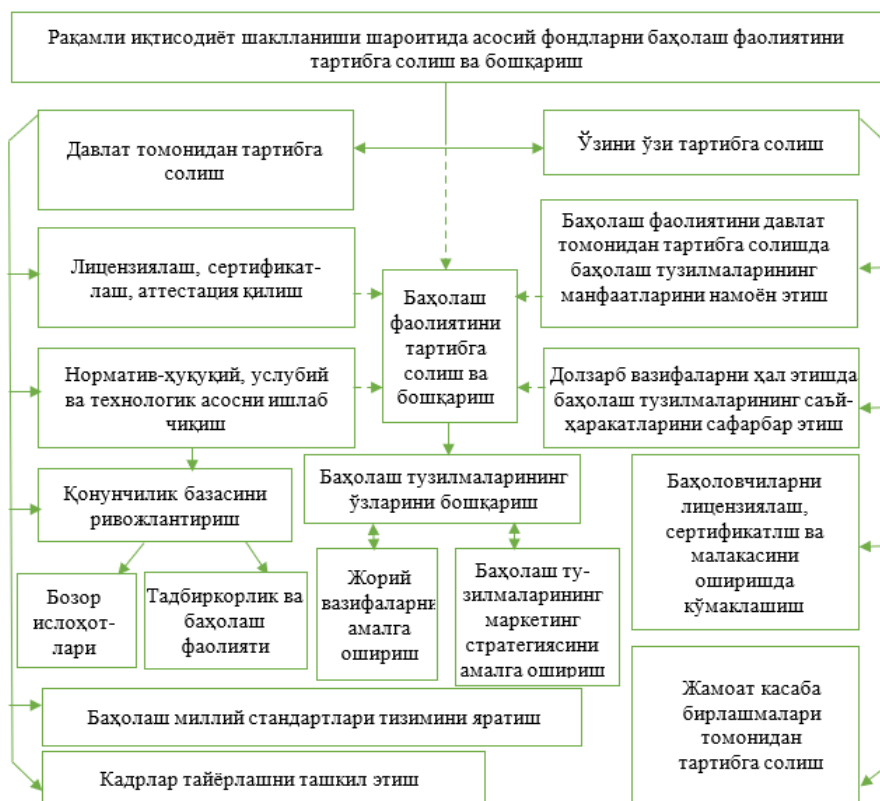 Рақамли иқтисодиёт шаклланиши шароитида асосий фондларни баҳолаш фаолиятини
тартибга солиш ва бошқариш
Давлат томонидан тартибга
солиш
Ўзини ўзи тартибга солиш
Лицензиялаш, сертификат-
лаш, аттестация қилиш
Баҳолаш
фаолиятини
тартибга
солиш ва
бошқариш
Баҳолаш фаолиятини давлат
томонидан тартибга солишда
баҳолаш тузилмаларининг
манфаатларини намоён этиш
Норматив-ҳуқуқий, услубий
ва технологик асосни ишлаб
чиқиш
Долзарб вазифаларни ҳал этишда
баҳолаш тузилмаларининг саъй-
ҳаракатларини сафарбар этиш
Қонунчилик базасини
ривожлантириш
Баҳолаш тузилмаларининг
ўзларини бошқариш
Баҳоловчиларни
лицензиялаш,
сертификатлш ва
малакасини
оширишда
кўмаклашиш
Бозор
ислоҳот-
лари
Тадбиркорлик ва
баҳолаш
фаолияти
Жорий
вазифаларни
амалга
ошириш
Баҳолаш ту-
зилмаларининг
маркетинг
стратегиясини
амалга ошириш
Баҳолаш миллий стандартлари тизимини яратиш
Жамоат касаба
бирлашмалари
томонидан
тартибга солиш
Кадрлар тайёрлашни ташкил этиш